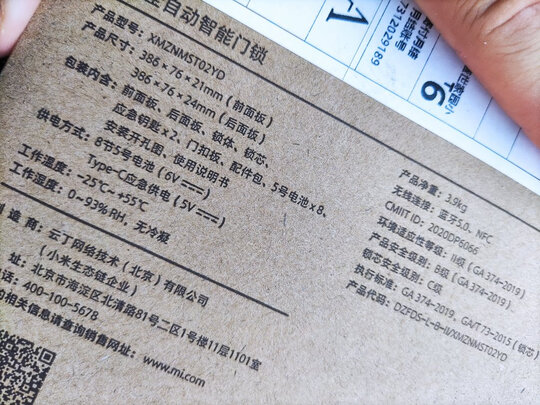 全自动智能门锁
产品型号：XMZNMST02YD
产品尺寸：386×76×21mm（前面板）
386×76×24mm（后面板）
包装内含：前面板、后面板、锁体、锁芯、
应急钥匙x2、门扣板、配件包、5号电池x8、
安装开孔图、使用说明书
供电方式：8节5号电池（6V⎓）
Type-C应急供电（5V⎓）
工作温度：-25℃~+55℃
工作湿度：0~93%RH，无冷凝
制造商：云丁网络技术（北京）有限公司
（小米生态链企业）
址：北京市海淀区北清路81号二区1号楼11层1101室
400-100-5678
相关信息请查询销售网址：www.mi.com
产品净重：3.9kg
无线连接：蓝牙5.0、NFC
CMIIT ID：2020DP6066
环境适应性等级：II级（GA 374-2019）
产品安全级别：B级（GA 374-2019）
锁芯安全级别：C级
执行标准：GA 374-2019、GA/T 73-2015（锁芯）
产品代码：DZFDS-L-B-II/XMZNMST02YD
-A
7312029189
6